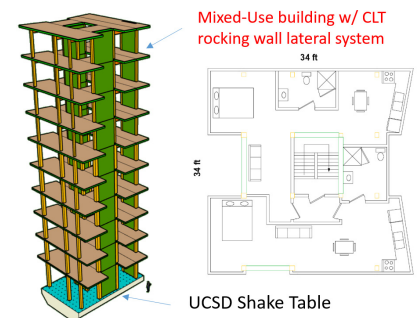 Mixed-Use building w/ CLT
rocking wall lateral system
34 ft
34 ft
UCSD Shake Table